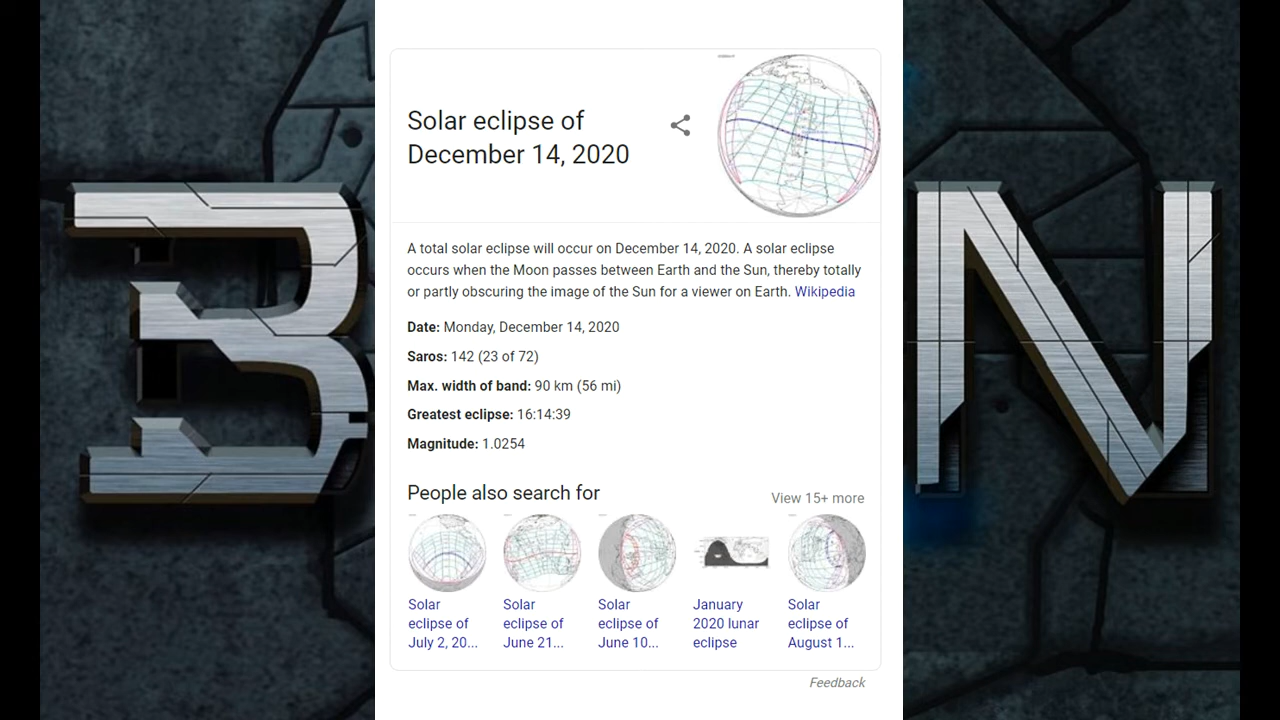 Solar eclipse of
December 14, 2020
A total solar eclipse will occur on December 14, 2020. A solar eclipse
occurs when the Moon passes between Earth and the Sun, thereby totally
or partly obscuring the image of the Sun for a viewer on Earth. Wikipedia
Date: Monday, December 14, 2020
Saros: 142 (23 of 72)
Max. width of band: 90 km (56 mi)
Greatest eclipse: 16:14:39
Magnitude: 1.0254
People also search for
View 15+ more
Solar
eclipse of
July 2, 20...
Solar
eclipse of
June 21...
Solar
eclipse of
June 10...
January
2020 lunar
eclipse
Solar
eclipse of
August 1...
Feedback
3 N